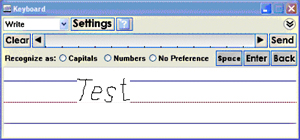 Keyboard
Write Settings ?
Clear Send
Recognize as: Capitals Numbers No Preference Space Enter Back
Test